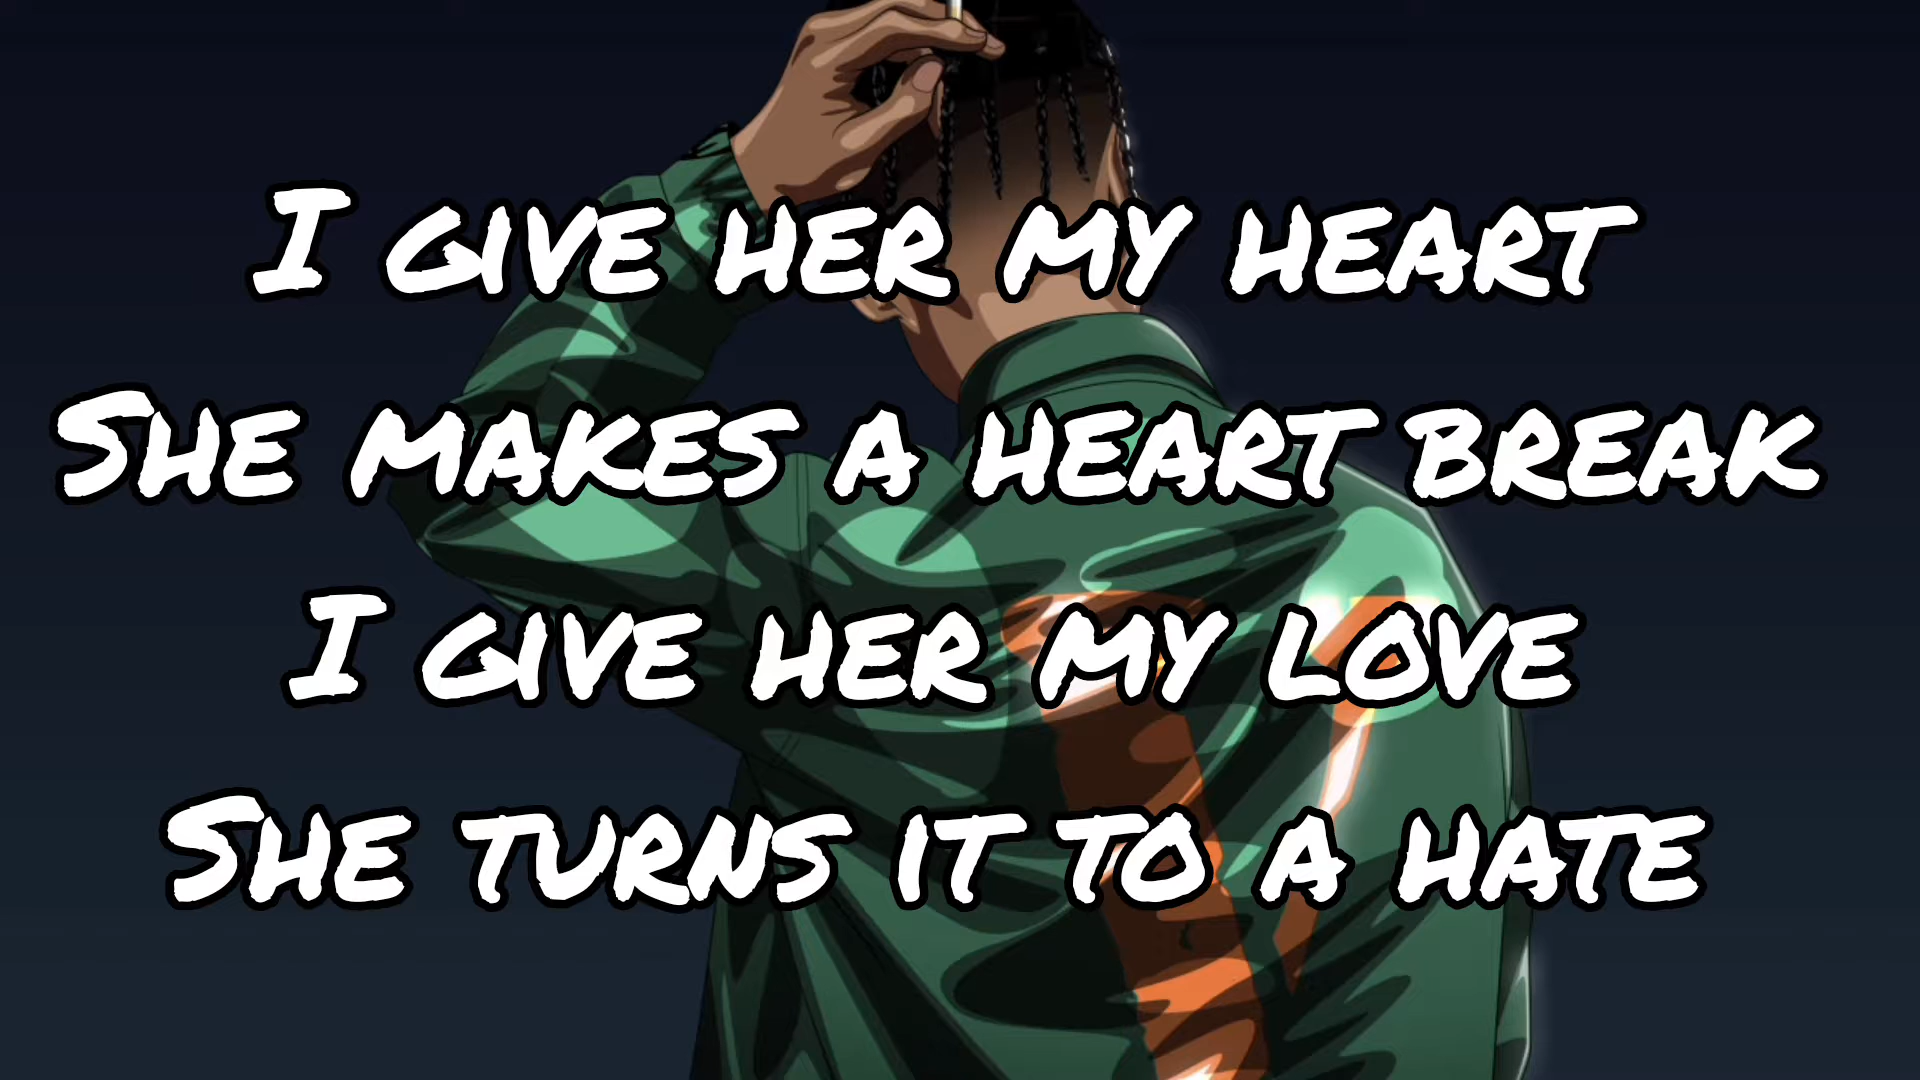 I give her my heart
She makes a heart break
I give her my love
She turns it to a hate